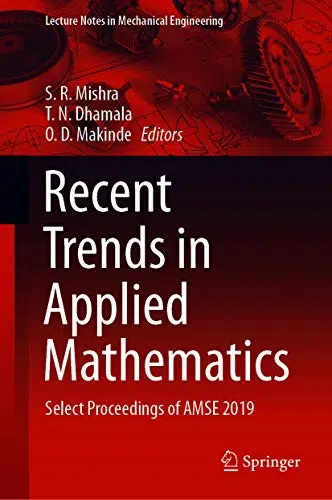 Lecture Notes in Mechanical Engineering
S. R. Mishra
T. N. Dhamala
O. D. Makinde Editors
Recent
Trends in
Applied
Mathematics
Select Proceedings of AMSE 2019
Springer